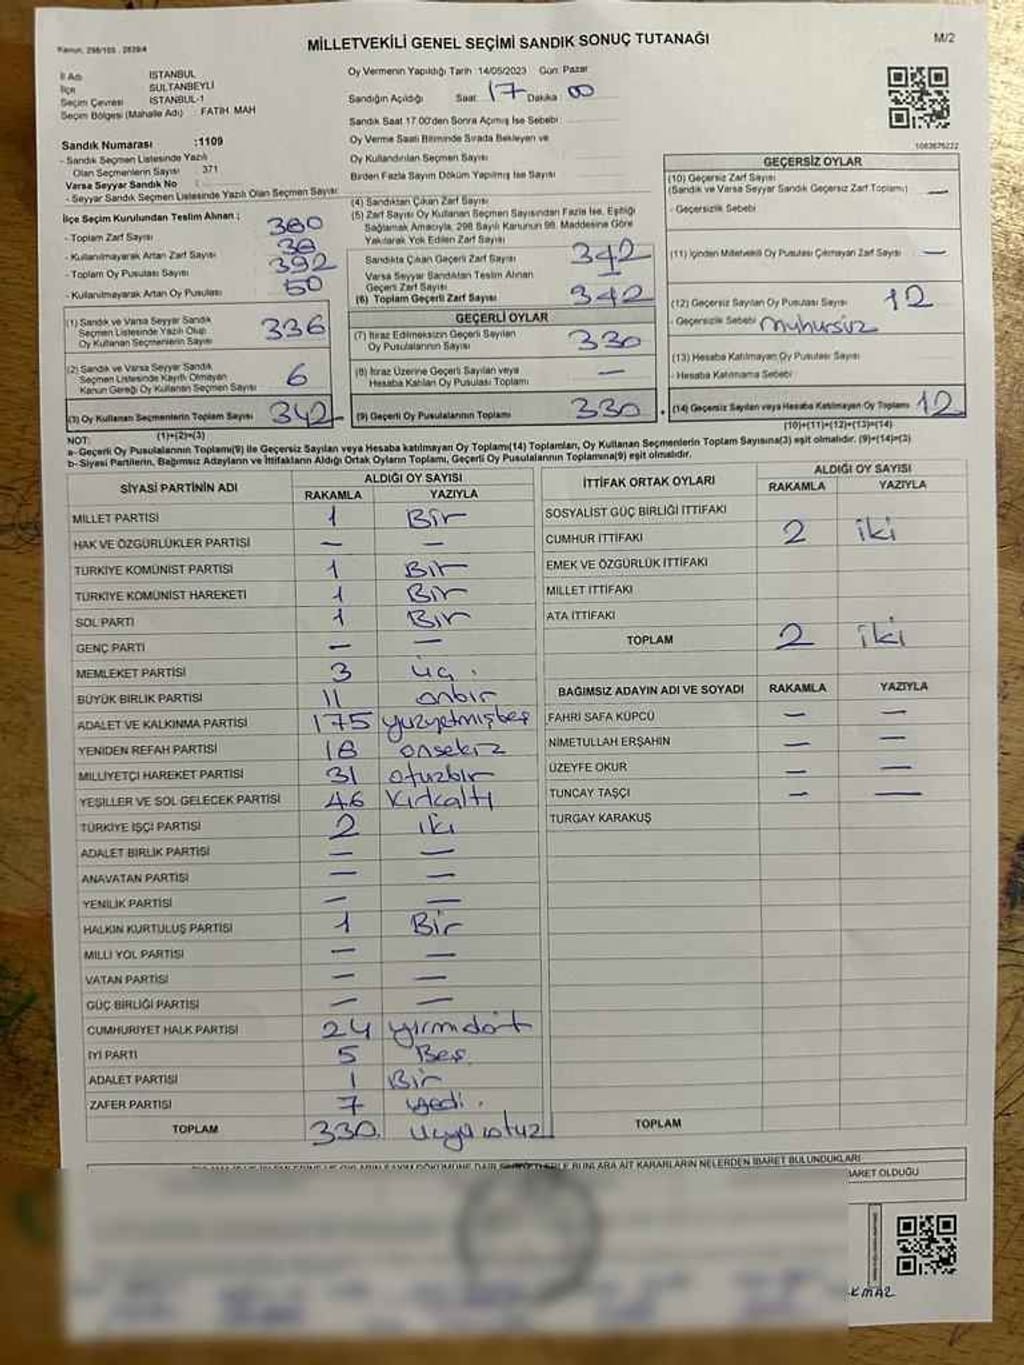 Kanun: 298/105 , 2839/4
MİLLETVEKİLİ GENEL SEÇİMİ SANDIK SONUÇ TUTANAĞI
M/2
İl Adı İSTANBUL
İlçe SULTANBEYLİ
Seçim Çevresi İSTANBUL-1
Seçim Bölgesi (Mahalle Adı) : FATİH MAH
Oy Vermenin Yapıldığı Tarih : 14/05/2023 Gün: Pazar
Sandığın Açıldığı Saat: 17 Dakika: 00
Sandık Saat 17.00'den Sonra Açılmış İse Sebebi :
Oy Verme Saati Bitiminde Sırada Bekleyen ve
Oy Kullandırılan Seçmen Sayısı
Birden Fazla Sayım Döküm Yapılmış İse Sayısı
Sandık Numarası :1109
- Sandık Seçmen Listesinde Yazılı
Olan Seçmenlerin Sayısı : 371
Varsa Seyyar Sandık No :
- Seyyar Sandık Seçmen Listesinde Yazılı Olan Seçmen Sayısı:
İlçe Seçim Kurulundan Teslim Alınan ;
- Toplam Zarf Sayısı 380
- Kullanılmayarak Artan Zarf Sayısı 38
- Toplam Oy Pusulası Sayısı 392
- Kullanılmayarak Artan Oy Pusulası 50
(1) Sandık ve Varsa Seyyar Sandık
Seçmen Listesinde Yazılı Olup
Oy Kullanan Seçmenlerin Sayısı 336
(2) Sandık ve Varsa Seyyar Sandık
Seçmen Listesinde Kayıtlı Olmayan
Kanun Gereği Oy Kullanan Seçmen Sayısı 6
(3) Oy Kullanan Seçmenlerin Toplam Sayısı 342
(1)+(2)=(3)
(4) Sandıktan Çıkan Zarf Sayısı
(5) Zarf Sayısı Oy Kullanan Seçmen Sayısından Fazla İse, Eşitliği
Sağlamak Amacıyla, 298 Sayılı Kanunun 98. Maddesine Göre
Yakılarak Yok Edilen Zarf Sayısı
Sandıkta Çıkan Geçerli Zarf Sayısı 342
Varsa Seyyar Sandıktan Teslim Alınan
Geçerli Zarf Sayısı —
(6) Toplam Geçerli Zarf Sayısı 342
GEÇERLİ OYLAR
(7) İtiraz Edilmeksizin Geçerli Sayılan
Oy Pusulalarının Sayısı 330
(8) İtiraz Üzerine Geçerli Sayılan veya
Hesaba Katılan Oy Pusulası Toplamı —
(9) Geçerli Oy Pusulalarının Toplamı 330
1063676222
GEÇERSİZ OYLAR
(10) Geçersiz Zarf Sayısı
(Sandık ve Varsa Seyyar Sandık Geçersiz Zarf Toplamı) —
- Geçersizlik Sebebi
(11) İçinden Milletvekili Oy Pusulası Çıkmayan Zarf Sayısı —
(12) Geçersiz Sayılan Oy Pusulası Sayısı 12
- Geçersizlik Sebebi Mühürsüz
(13) Hesaba Katılmayan Oy Pusulası Sayısı
- Hesaba Katılmama Sebebi
(14) Geçersiz Sayılan veya Hesaba Katılmayan Oy Toplamı 12
(10)+(11)+(12)+(13)=(14)
NOT:
a- Geçerli Oy Pusulalarının Toplamı(9) ile Geçersiz Sayılan veya Hesaba katılmayan Oy Toplamı(14) Toplamları, Oy Kullanan Seçmenlerin Toplam Sayısına(3) eşit olmalıdır. (9)+(14)=(3)
b- Siyasi Partilerin, Bağımsız Adayların ve İttifakların Aldığı Ortak Oyların Toplamı, Geçerli Oy Pusulalarının Toplamına(9) eşit olmalıdır.
SİYASİ PARTİNİN ADI ALDIĞI OY SAYISI
RAKAMLA YAZIYLA
MİLLET PARTİSİ 1 Bir
HAK VE ÖZGÜRLÜKLER PARTİSİ — —
TÜRKİYE KOMÜNİST PARTİSİ 1 Bir
TÜRKİYE KOMÜNİST HAREKETİ 1 Bir
SOL PARTİ 1 Bir
GENÇ PARTİ — —
MEMLEKET PARTİSİ 3 üç
BÜYÜK BİRLİK PARTİSİ 11 onbir
ADALET VE KALKINMA PARTİSİ 175 yüzyetmişbeş
YENİDEN REFAH PARTİSİ 18 onsekiz
MİLLİYETÇİ HAREKET PARTİSİ 31 otuzbir
YEŞİLLER VE SOL GELECEK PARTİSİ 46 kırkaltı
TÜRKİYE İŞÇİ PARTİSİ 2 iki
ADALET BİRLİK PARTİSİ — —
ANAVATAN PARTİSİ — —
YENİLİK PARTİSİ — —
HALKIN KURTULUŞ PARTİSİ 1 Bir
MİLLİ YOL PARTİSİ — —
VATAN PARTİSİ — —
GÜÇ BİRLİĞİ PARTİSİ — —
CUMHURİYET HALK PARTİSİ 24 yirmidört
İYİ PARTİ 5 Beş
ADALET PARTİSİ 1 Bir
ZAFER PARTİSİ 7 yedi
TOPLAM 330 üçyüzotuz
İTTİFAK ORTAK OYLARI ALDIĞI OY SAYISI
RAKAMLA YAZIYLA
SOSYALİST GÜÇ BİRLİĞİ İTTİFAKI
CUMHUR İTTİFAKI 2 iki
EMEK VE ÖZGÜRLÜK İTTİFAKI
MİLLET İTTİFAKI
ATA İTTİFAKI
TOPLAM 2 iki
BAĞIMSIZ ADAYIN ADI VE SOYADI RAKAMLA YAZIYLA
FAHRİ SAFA KÜPCÜ — —
NİMETULLAH ERŞAHİN — —
ÜZEYFE OKUR — —
TUNCAY TAŞÇI — —
TURGAY KARAKUŞ
TOPLAM
BUNLARA AİT KARARLARIN NELERDEN İBARET BULUNDUKLARI
BARET OLDUĞU
KMAZ